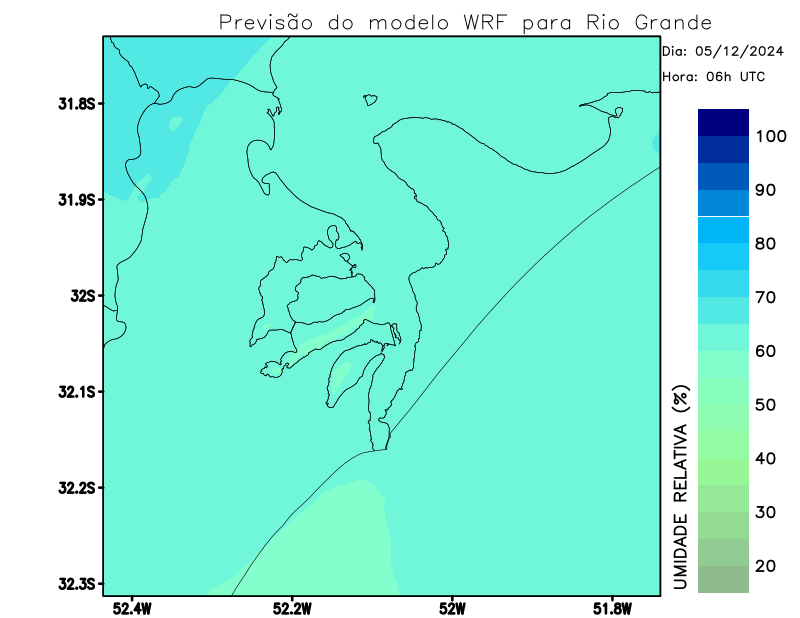 Previsão do modelo WRF para Rio Grande
Dia: 05/12/2024
Hora: 06h UTC
31.8S
31.9S
32S
32.1S
32.2S
32.3S
52.4W
52.2W
52W
51.8W
100
90
80
70
60
50
40
30
20
UMIDADE RELATIVA (%)